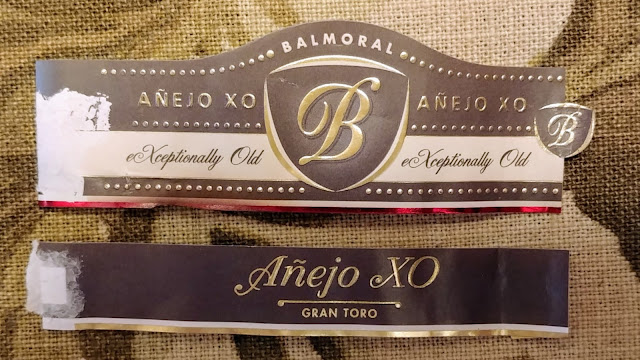 BALMORAL
AÑEJO XO B AÑEJO XO B
eXceptionally Old eXceptionally Old
Añejo XO
GRAN TORO